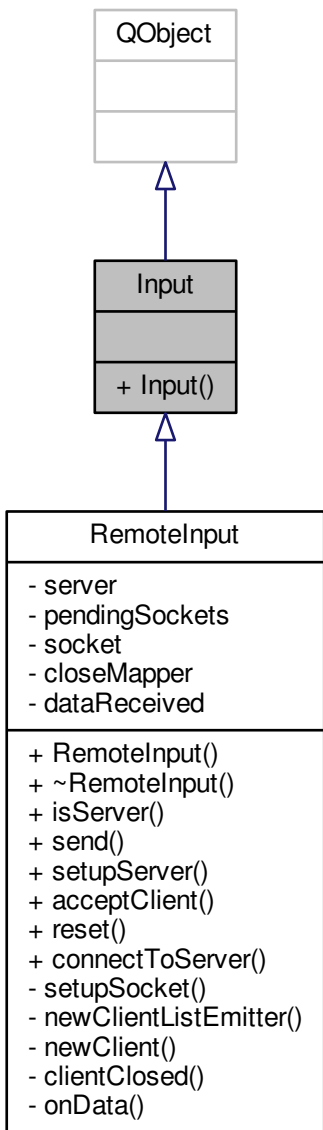 QObject
Input
+ Input()
RemoteInput
- server
- pendingSockets
- socket
- closeMapper
- dataReceived
+ RemoteInput()
+ ~RemoteInput()
+ isServer()
+ send()
+ setupServer()
+ acceptClient()
+ reset()
+ connectToServer()
- setupSocket()
- newClientListEmitter()
- newClient()
- clientClosed()
- onData()